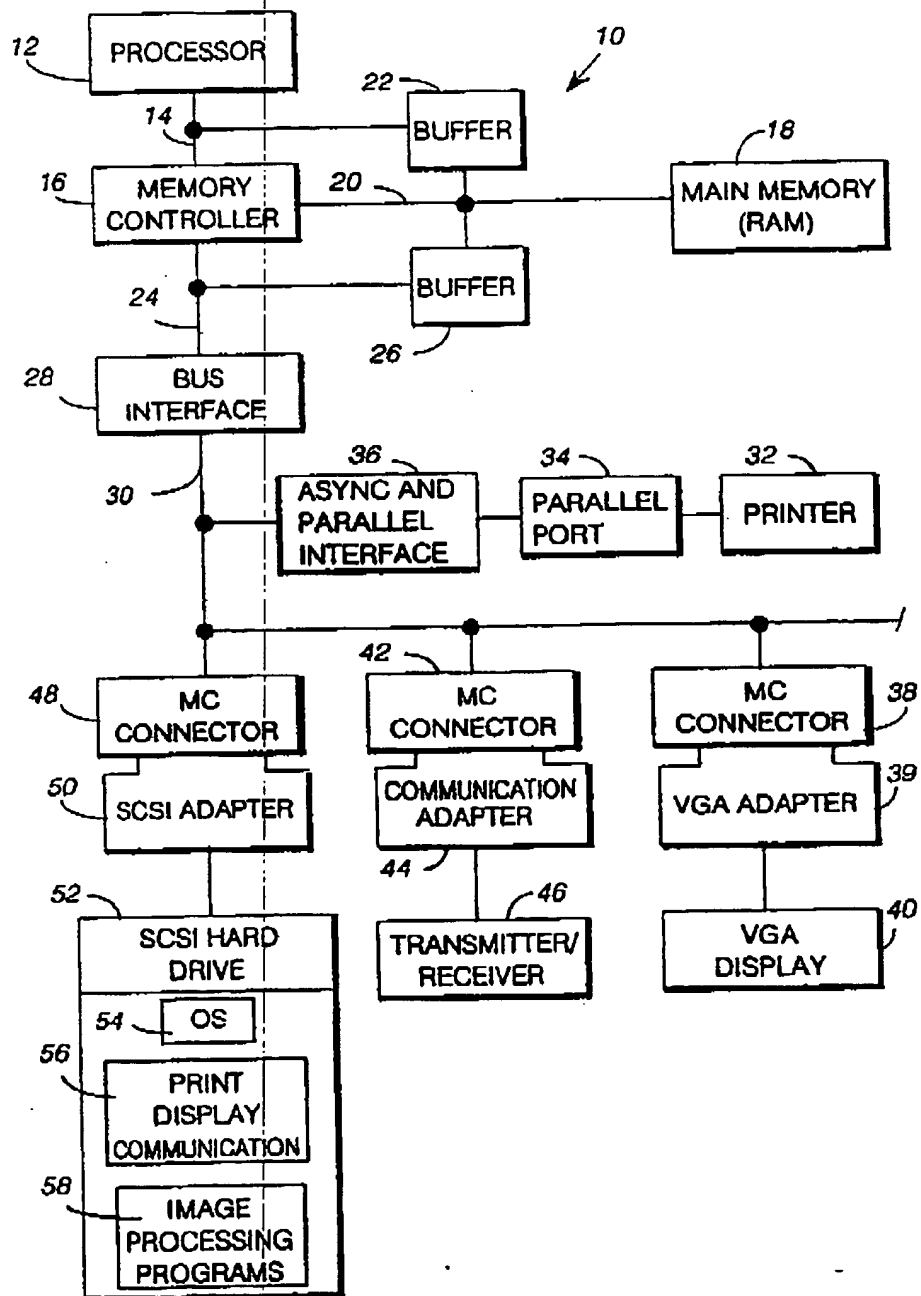 10
12
PROCESSOR
22
BUFFER
14
18
16
MEMORY
CONTROLLER
20
MAIN MEMORY
(RAM)
BUFFER
24
26
28
BUS
INTERFACE
30
36
ASYNC AND
PARALLEL
INTERFACE
34
PARALLEL
PORT
32
PRINTER
48
MC
CONNECTOR
42
MC
CONNECTOR
MC
CONNECTOR
38
50
SCSI ADAPTER
COMMUNICATION
ADAPTER
44
VGA ADAPTER
39
52
SCSI HARD
DRIVE
46
TRANSMITTER/
RECEIVER
VGA
DISPLAY
40
54
OS
56
PRINT
DISPLAY
COMMUNICATION
58
IMAGE
PROCESSING
PROGRAMS